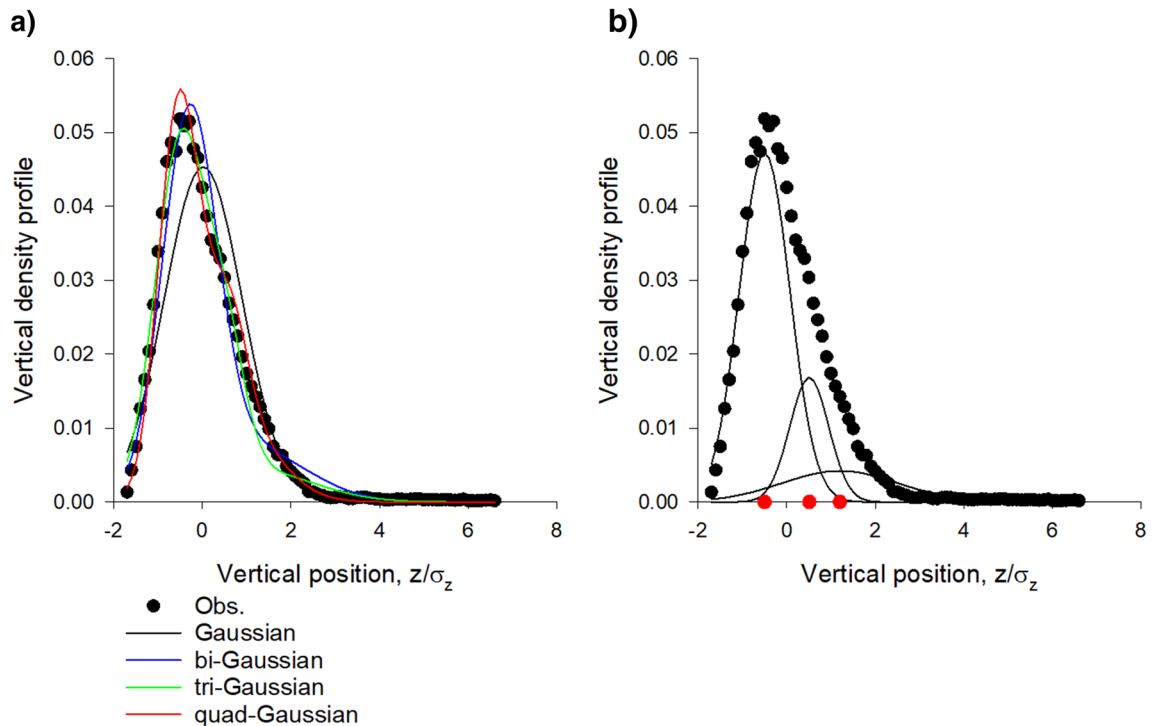 a)
b)
0.06
0.05
0.04
0.03
0.02
0.01
0.00
Vertical density profile
-2 0 2 4 6 8
Vertical position, z/σz
0.06
0.05
0.04
0.03
0.02
0.01
0.00
Vertical density profile
-2 0 2 4 6 8
Vertical position, z/σz
Obs.
Gaussian
bi-Gaussian
tri-Gaussian
quad-Gaussian